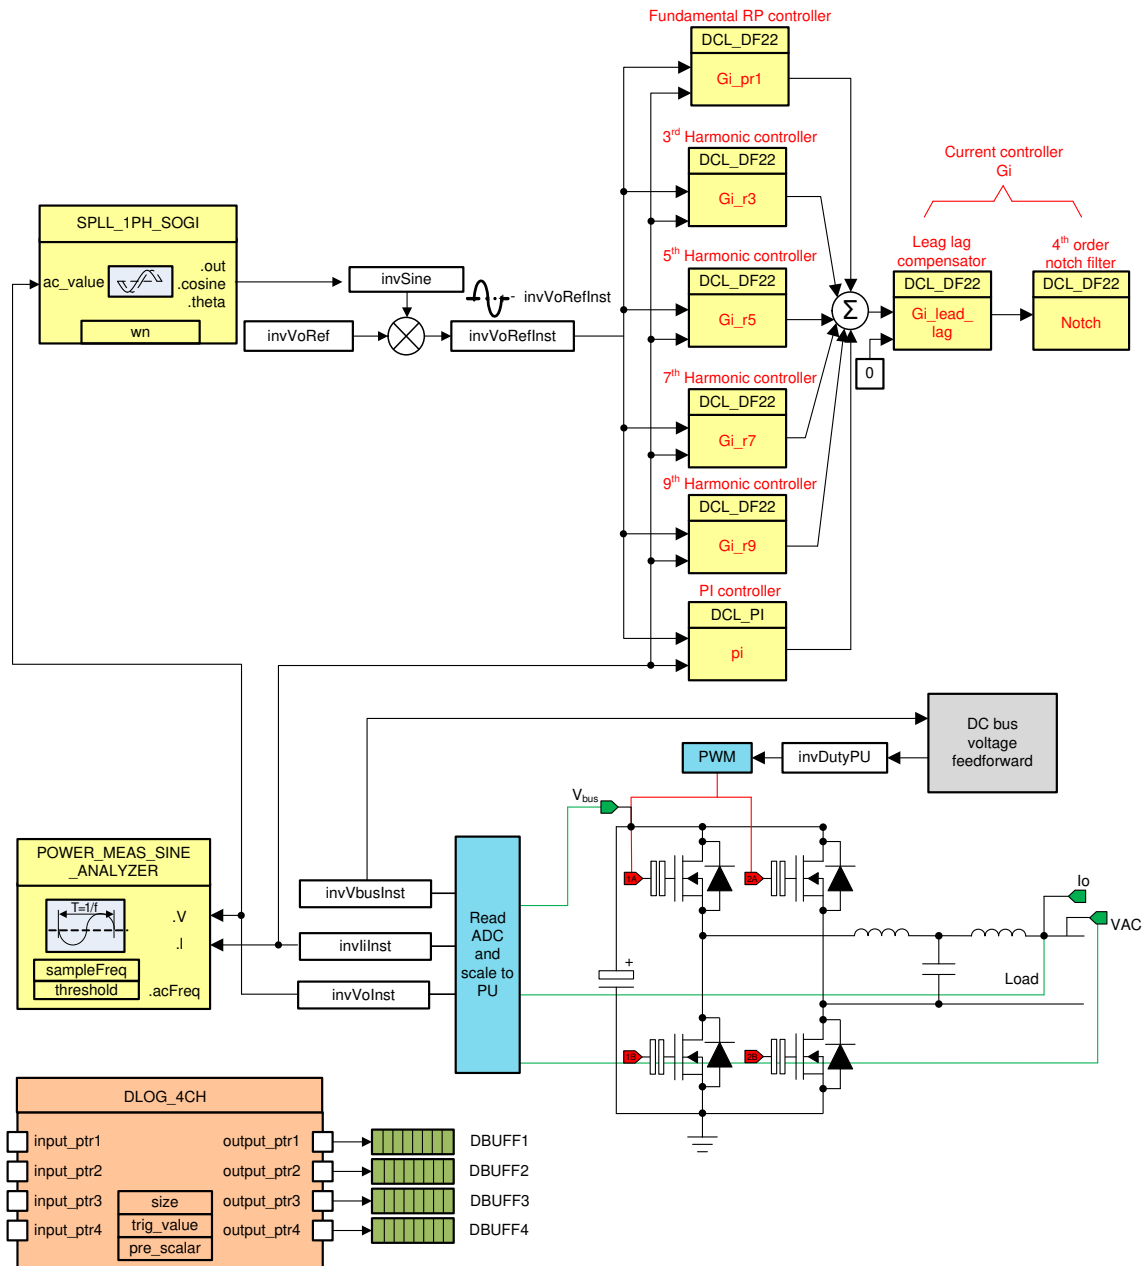 Fundamental RP controller
DCL_DF22
Gi_pr1
3rd Harmonic controller
DCL_DF22
Gi_r3
Current controller
Gi
SPLL_1PH_SOGI
ac_value
.out
.cosine
.theta
wn
invSine
invVoRefInst
invVoRef
invVoRefInst
5th Harmonic controller
DCL_DF22
Gi_r5
Σ
Leag lag
compensator
DCL_DF22
Gi_lead_
lag
0
4th order
notch filter
DCL_DF22
Notch
7th Harmonic controller
DCL_DF22
Gi_r7
9th Harmonic controller
DCL_DF22
Gi_r9
PI controller
DCL_PI
pi
DC bus
voltage
feedforward
PWM
invDutyPU
Vbus
POWER_MEAS_SINE
_ANALYZER
T=1/f
.V
.I
sampleFreq
threshold
.acFreq
invVbusInst
invIiInst
invVoInst
Read
ADC
and
scale to
PU
1A
2A
Io
VAC
+
Load
1B
2B
DLOG_4CH
input_ptr1
output_ptr1
DBUFF1
input_ptr2
output_ptr2
DBUFF2
input_ptr3
output_ptr3
DBUFF3
input_ptr4
output_ptr4
DBUFF4
size
trig_value
pre_scalar